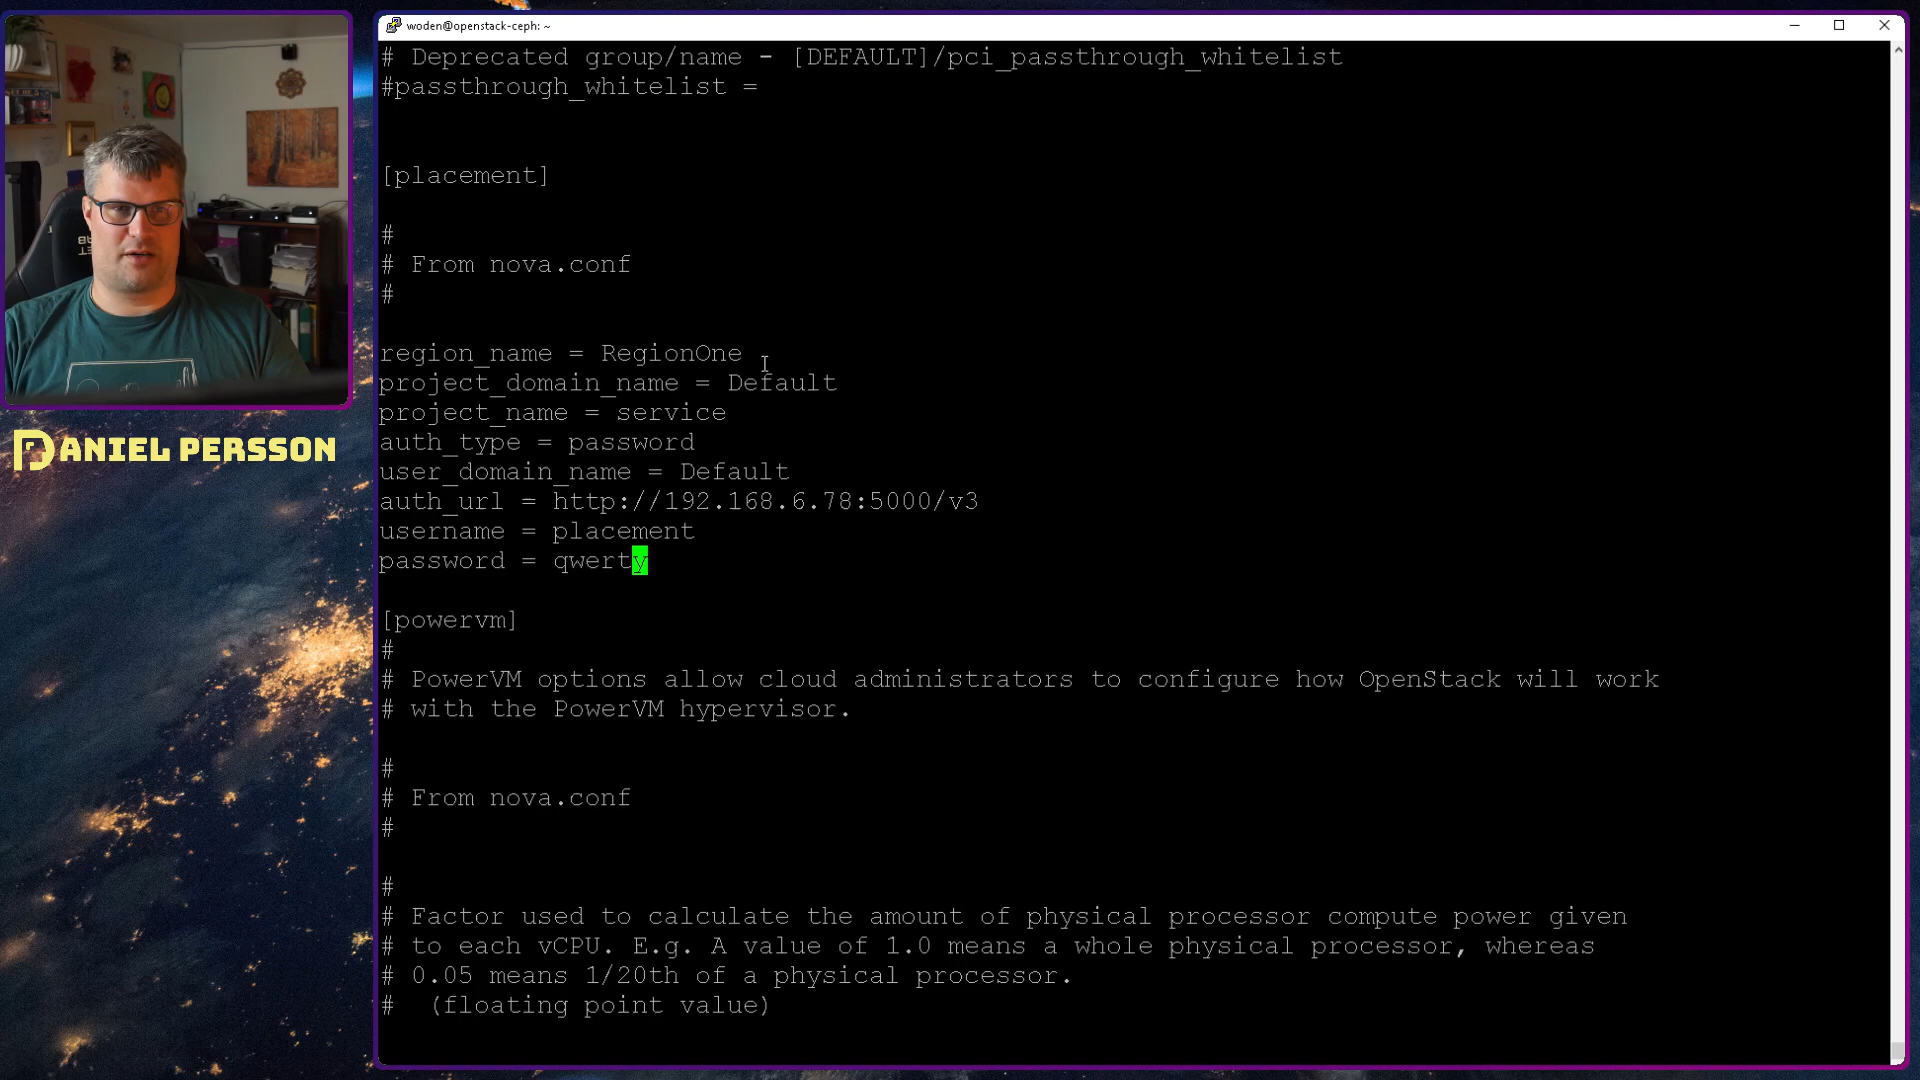 woden@openstack-ceph: ~
# Deprecated group/name - [DEFAULT]/pci_passthrough_whitelist
#passthrough_whitelist =
[placement]
#
# From nova.conf
#
region_name = RegionOne
project_domain_name = Default
project_name = service
auth_type = password
user_domain_name = Default
auth_url = http://192.168.6.78:5000/v3
username = placement
password = qwerty
[powervm]
#
# PowerVM options allow cloud administrators to configure how OpenStack will work
# with the PowerVM hypervisor.
#
# From nova.conf
#
#
# Factor used to calculate the amount of physical processor compute power given
# to each vCPU. E.g. A value of 1.0 means a whole physical processor, whereas
# 0.05 means 1/20th of a physical processor.
#  (floating point value)
DANIEL PERSSON